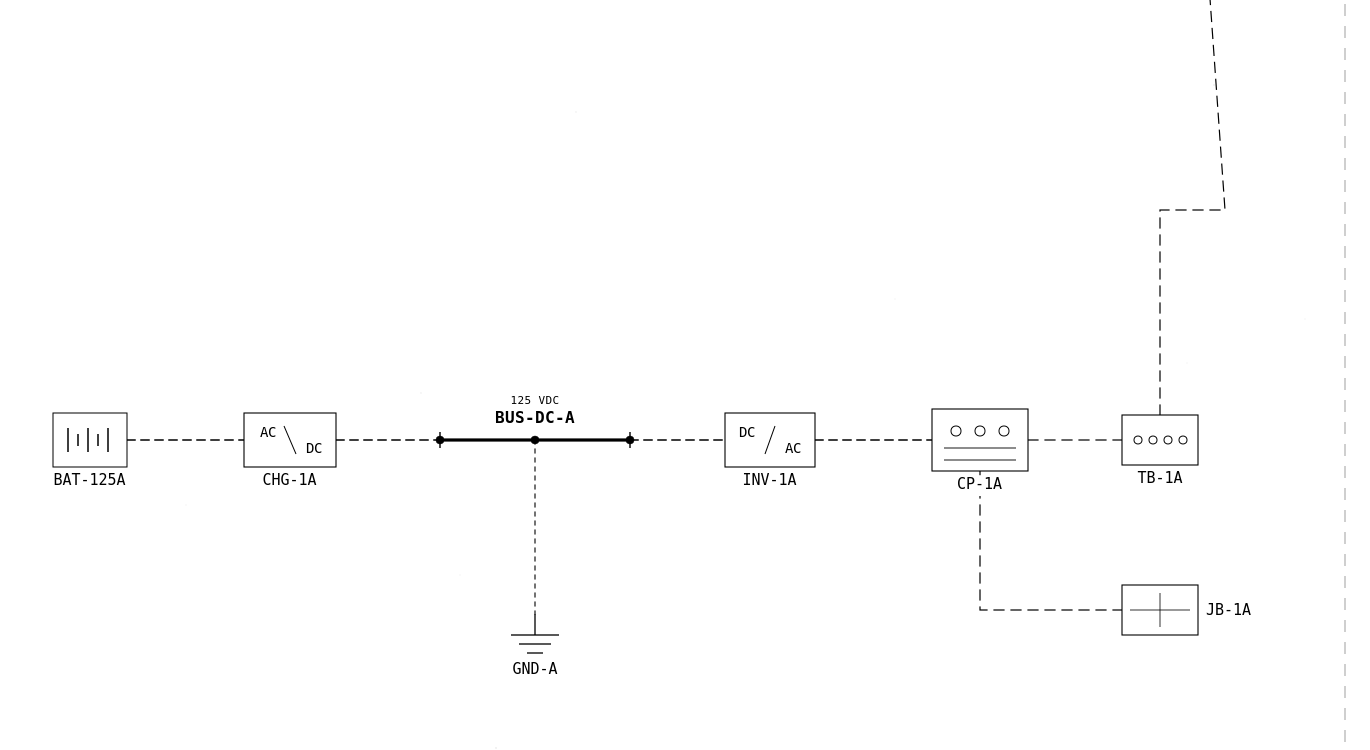 125 VDC
BUS-DC-A
AC
DC
DC
AC
BAT-125A
CHG-1A
INV-1A
CP-1A
TB-1A
JB-1A
GND-A